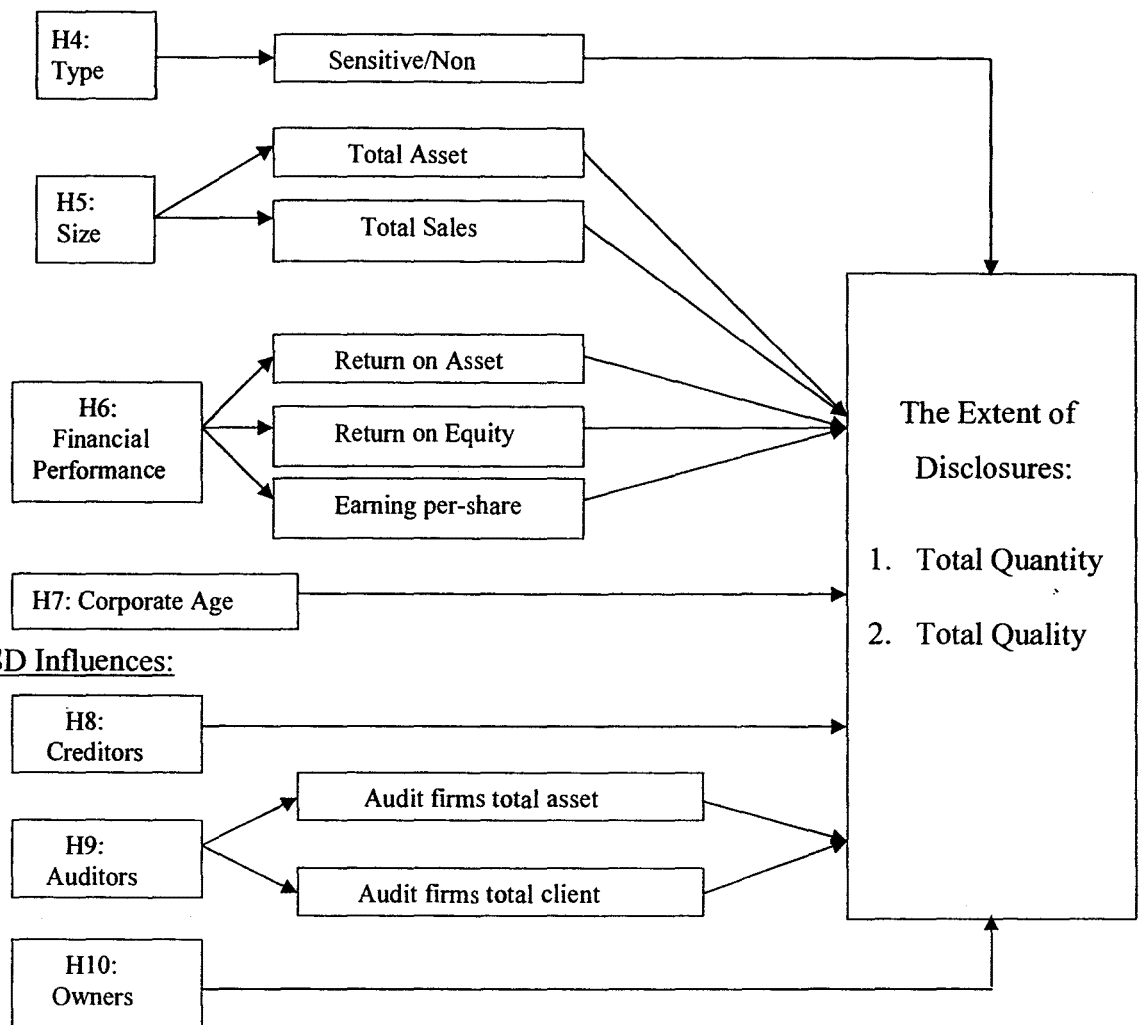 H4:
Type
Sensitive/Non
H5:
Size
Total Asset
Total Sales
H6:
Financial
Performance
Return on Asset
Return on Equity
Earning per-share
H7: Corporate Age
D Influences:
H8:
Creditors
H9:
Auditors
Audit firms total asset
Audit firms total client
H10:
Owners
The Extent of
Disclosures:
1. Total Quantity
2. Total Quality